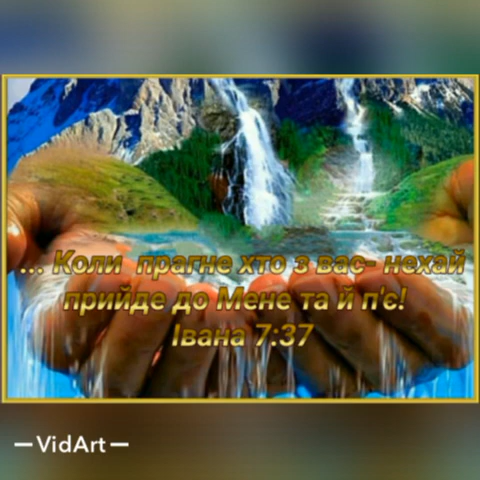 ... Коли прагне хто з вас- нехай
прийде до Мене та й п'є!
Івана 7:37
VidArt